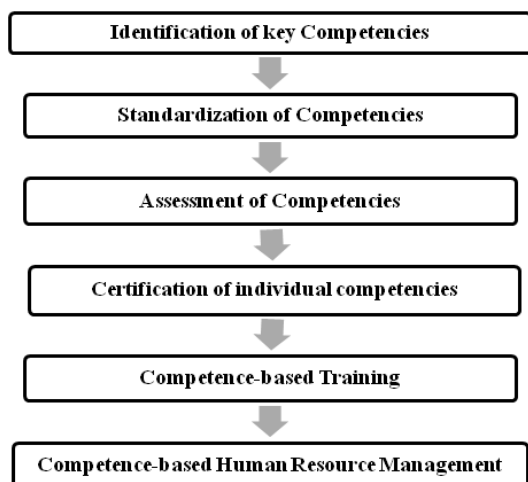 Identification of key Competencies
Standardization of Competencies
Assessment of Competencies
Certification of individual competencies
Competence-based Training
Competence-based Human Resource Management